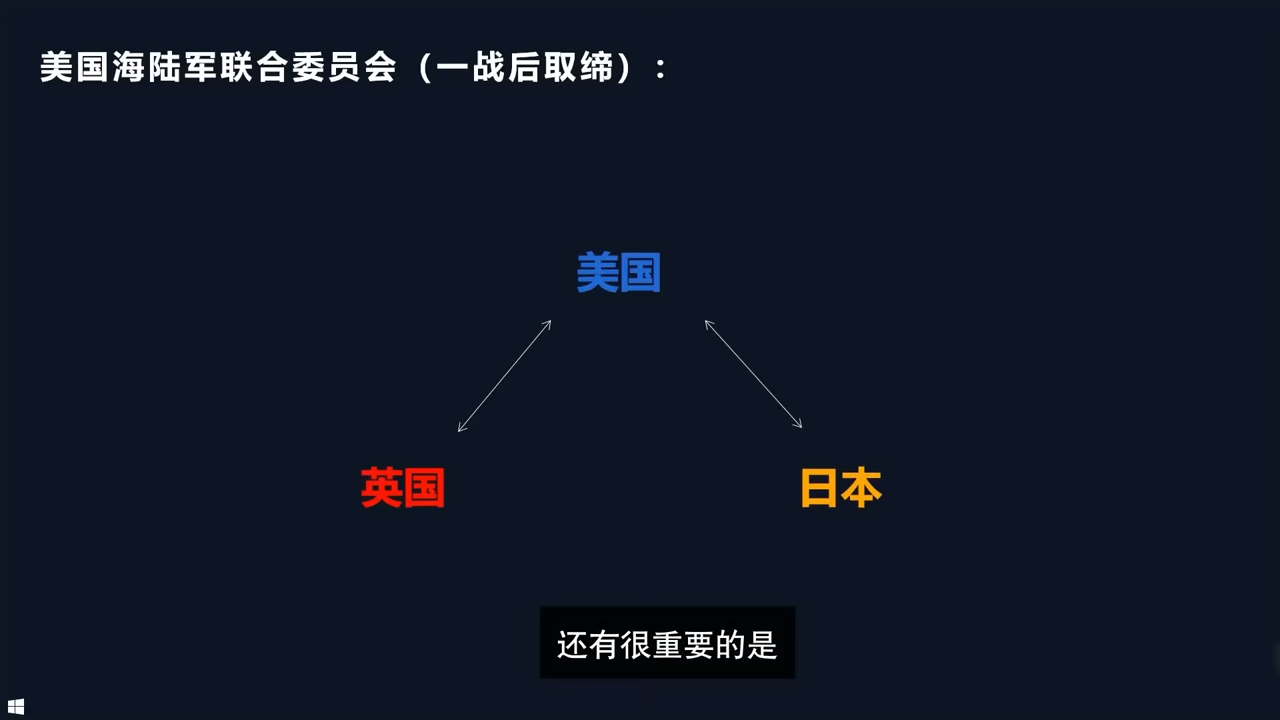 美国海陆军联合委员会（一战后取缔）：
美国
英国
日本
还有很重要的是